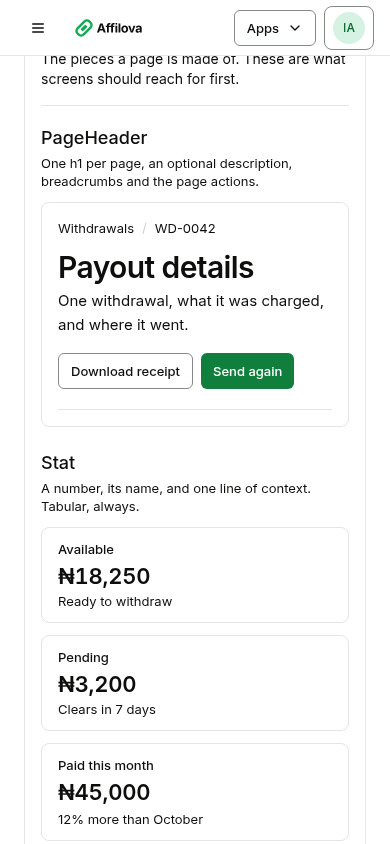 Affilova
Apps
IA
The pieces a page is made of. These are what
screens should reach for first.
PageHeader
One h1 per page, an optional description,
breadcrumbs and the page actions.
Withdrawals / WD-0042
Payout details
One withdrawal, what it was charged,
and where it went.
Download receipt
Send again
Stat
A number, its name, and one line of context.
Tabular, always.
Available
₦18,250
Ready to withdraw
Pending
₦3,200
Clears in 7 days
Paid this month
₦45,000
12% more than October